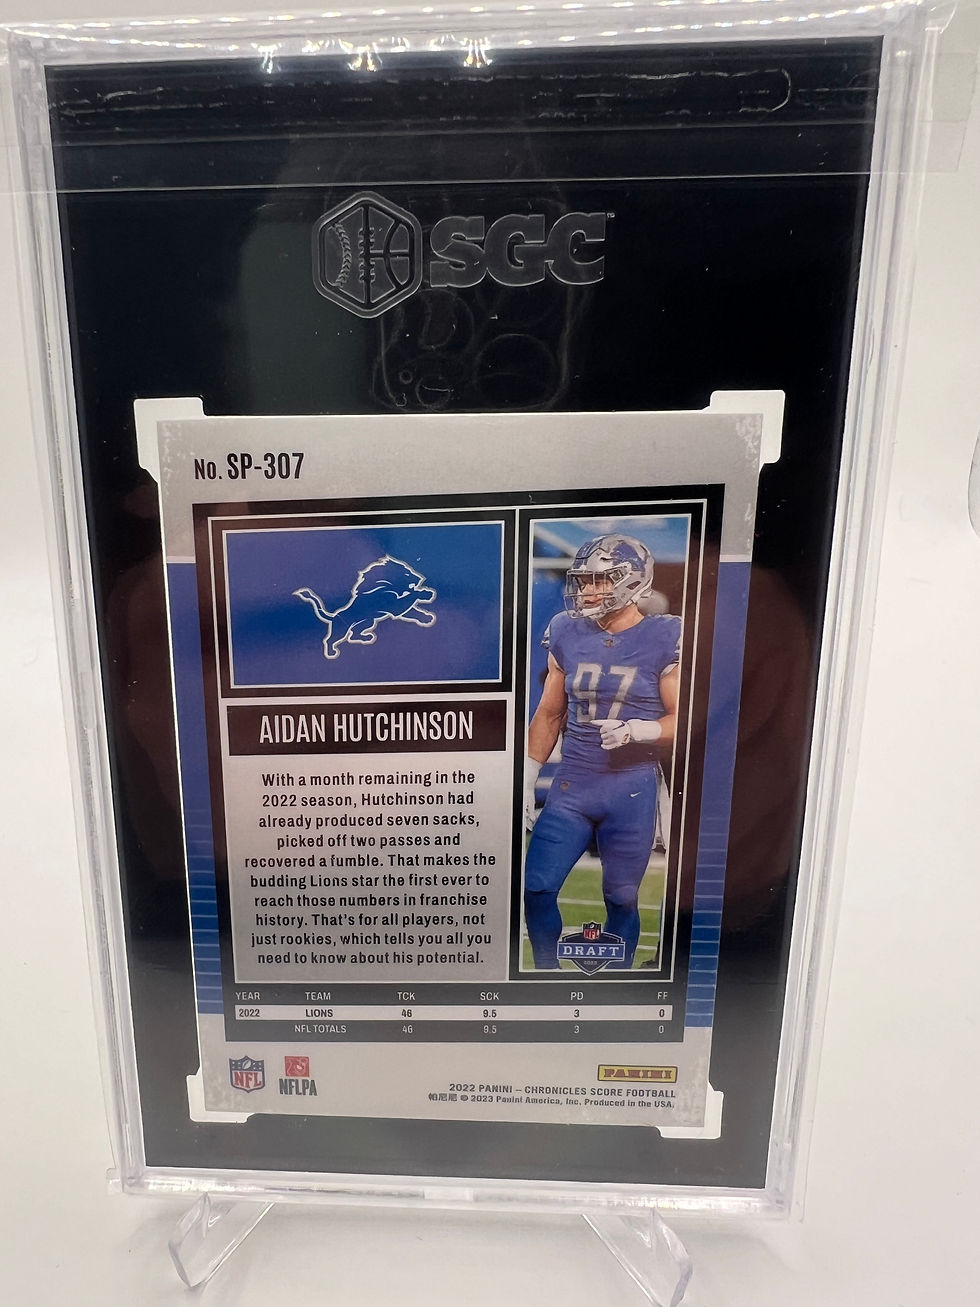 SGC
No. SP-307
97
AIDAN HUTCHINSON
With a month remaining in the
2022 season, Hutchinson had
already produced seven sacks,
picked off two passes and
recovered a fumble. That makes the
budding Lions star the first ever to
reach those numbers in franchise
history. That's for all players, not
just rookies, which tells you all you
need to know about his potential.
NFL
DRAFT
2022
YEAR TEAM TCK SCK PD FF
2022 LIONS 46 9.5 3 0
NFL TOTALS 46 9.5 3 0
NFL
NFLPA
PANINI
2022 PANINI – CHRONICLES SCORE FOOTBALL
帕尼尼 © 2023 Panini America, Inc. Produced in the USA.